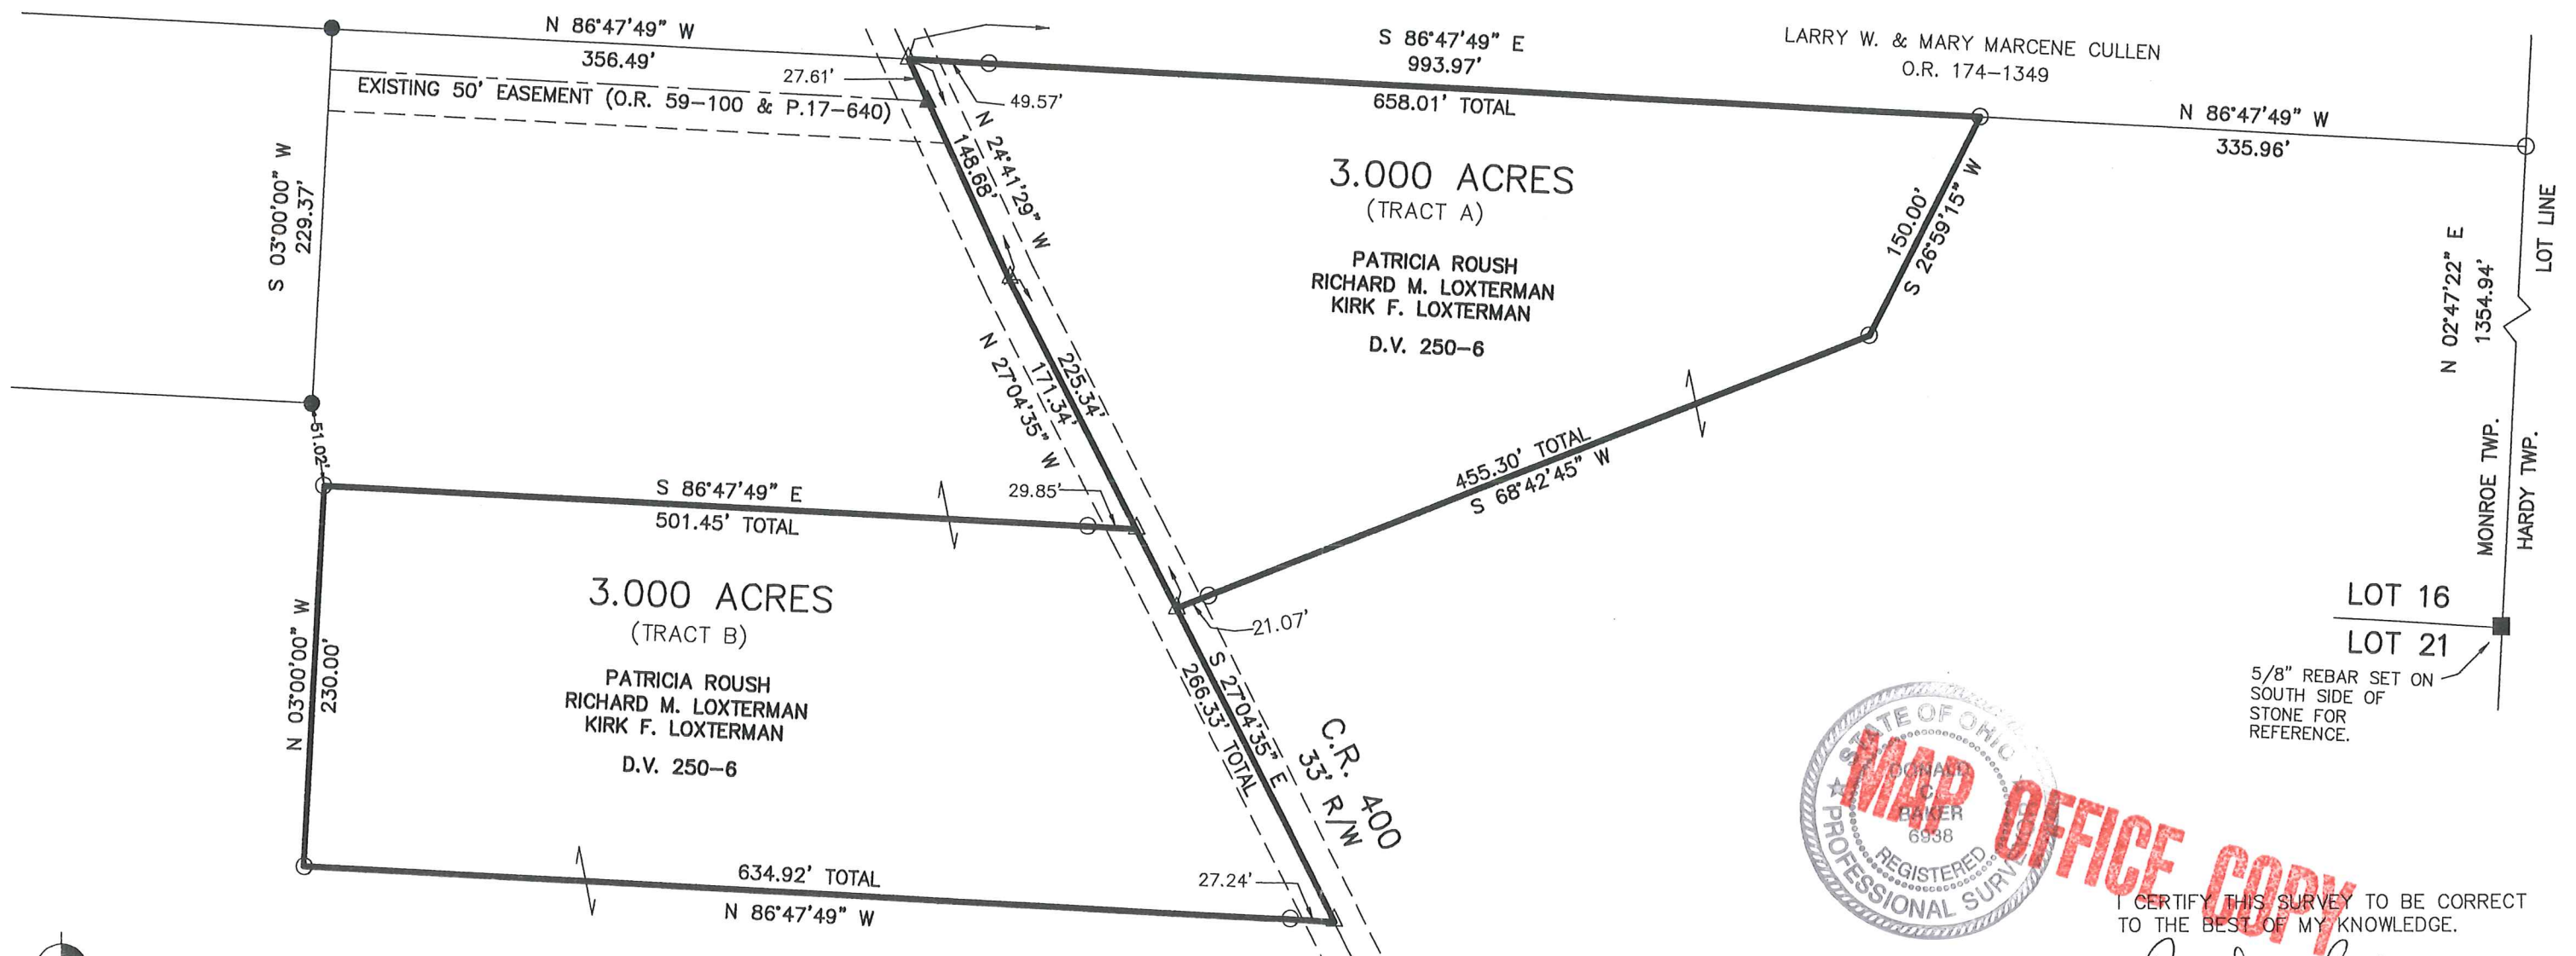 N 86°47'49" W
356.49'
27.61'
EXISTING 50' EASEMENT (O.R. 59-100 & P.17-640)
S 86°47'49" E
993.97'
658.01' TOTAL
49.57'
LARRY W. & MARY MARCENE CULLEN
O.R. 174-1349
N 86°47'49" W
335.96'
S 03°00'00" W
229.37'
N 24°41'29" W
148.68'
3.000 ACRES
(TRACT A)
PATRICIA ROUSH
RICHARD M. LOXTERMAN
KIRK F. LOXTERMAN
D.V. 250-6
150.00'
S 26°59'15" W
LOT LINE
N 02°47'22" E
1354.94'
225.34'
171.34'
N 27°04'35" W
51.02'
455.30' TOTAL
S 68°42'45" W
MONROE TWP.
HARDY TWP.
S 86°47'49" E
501.45' TOTAL
29.85'
3.000 ACRES
(TRACT B)
PATRICIA ROUSH
RICHARD M. LOXTERMAN
KIRK F. LOXTERMAN
D.V. 250-6
N 03°00'00" W
230.00'
21.07'
S 27°04'35" E
266.33' TOTAL
C.R. 400
33' R/W
LOT 16
LOT 21
5/8" REBAR SET ON
SOUTH SIDE OF
STONE FOR
REFERENCE.
634.92' TOTAL
N 86°47'49" W
27.24'
STATE OF OHIO
DONALD
C.
BAKER
6938
REGISTERED
PROFESSIONAL SURVEYOR
MAP OFFICE COPY
I CERTIFY THIS SURVEY TO BE CORRECT
TO THE BEST OF MY KNOWLEDGE.